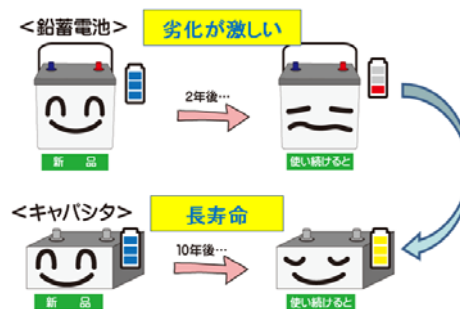 ＜鉛蓄電池＞
劣化が激しい
2年後…
新　品
使い続けると
＜キャパシタ＞
長寿命
10年後…
新　品
使い続けると